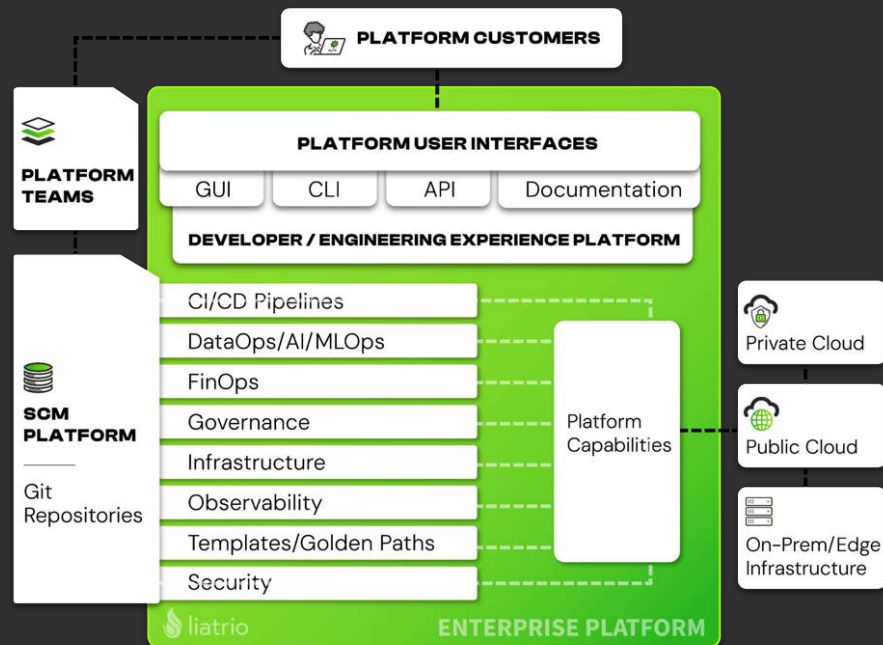 PLATFORM CUSTOMERS
PLATFORM
TEAMS
PLATFORM USER INTERFACES
GUI
CLI
API
Documentation
DEVELOPER / ENGINEERING EXPERIENCE PLATFORM
SCM
PLATFORM
Git
Repositories
CI/CD Pipelines
DataOps/AI/MLOps
FinOps
Governance
Infrastructure
Observability
Templates/Golden Paths
Security
Platform
Capabilities
Private Cloud
Public Cloud
On-Prem/Edge
Infrastructure
liatrio
ENTERPRISE PLATFORM